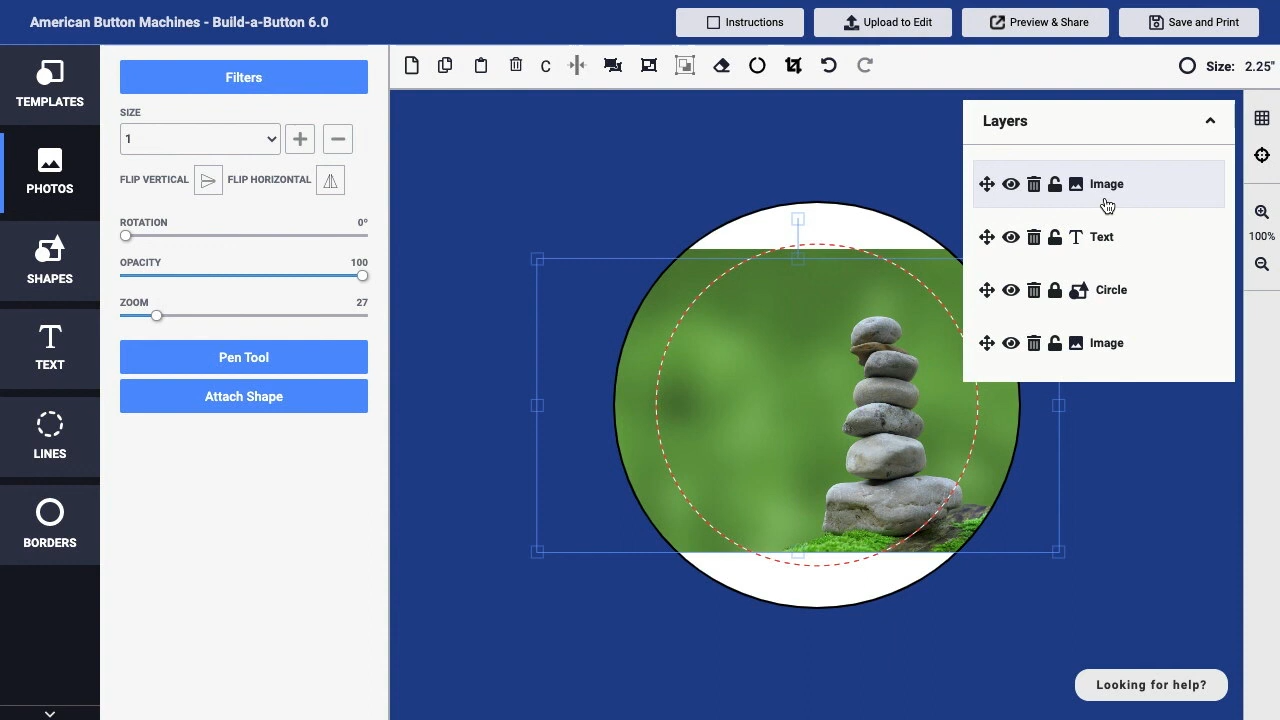 American Button Machines - Build-a-Button 6.0
Instructions
Upload to Edit
Preview & Share
Save and Print
C
Size: 2.25"
TEMPLATES
PHOTOS
SHAPES
TEXT
LINES
BORDERS
Filters
SIZE
1
FLIP VERTICAL
FLIP HORIZONTAL
ROTATION 0°
OPACITY 100
ZOOM 27
Pen Tool
Attach Shape
Layers
Image
T Text
Circle
Image
100%
Looking for help?